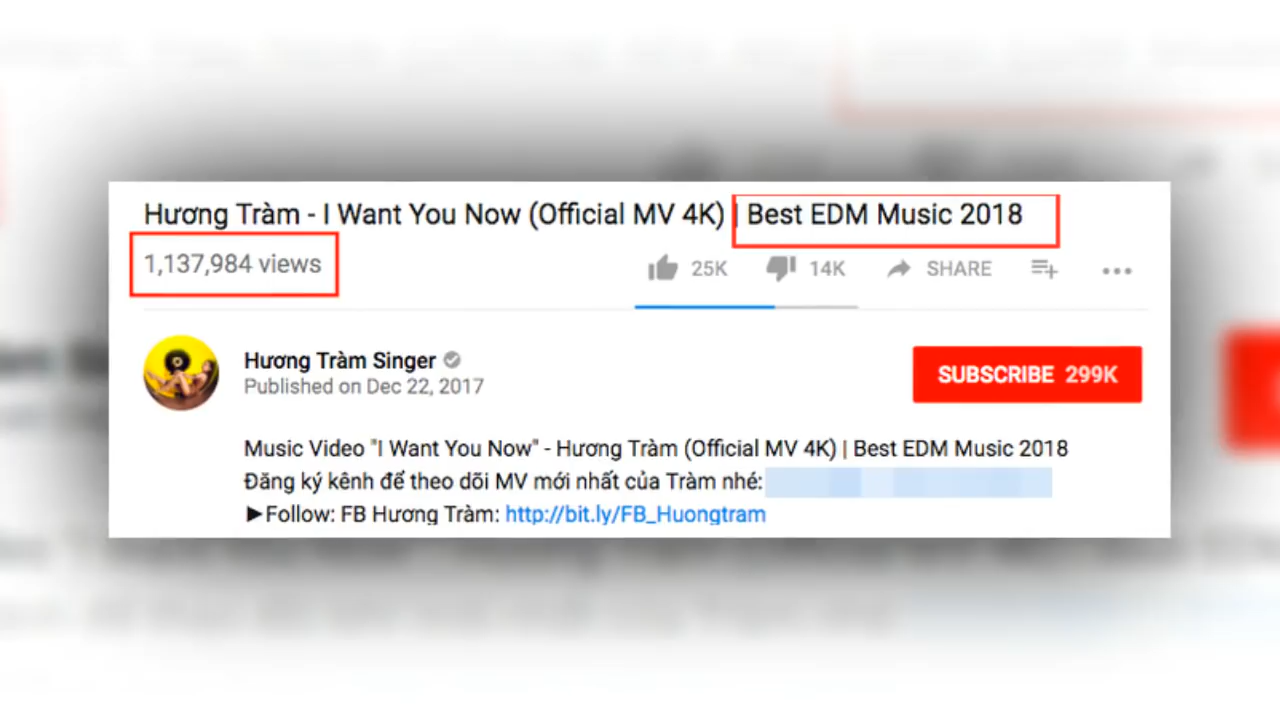 Hương Tràm - I Want You Now (Official MV 4K) | Best EDM Music 2018
1,137,984 views
25K 14K SHARE
Hương Tràm Singer
Published on Dec 22, 2017
SUBSCRIBE 299K
Music Video "I Want You Now" - Hương Tràm (Official MV 4K) | Best EDM Music 2018
Đăng ký kênh để theo dõi MV mới nhất của Tràm nhé:
►Follow: FB Hương Tràm: http://bit.ly/FB_Huongtram